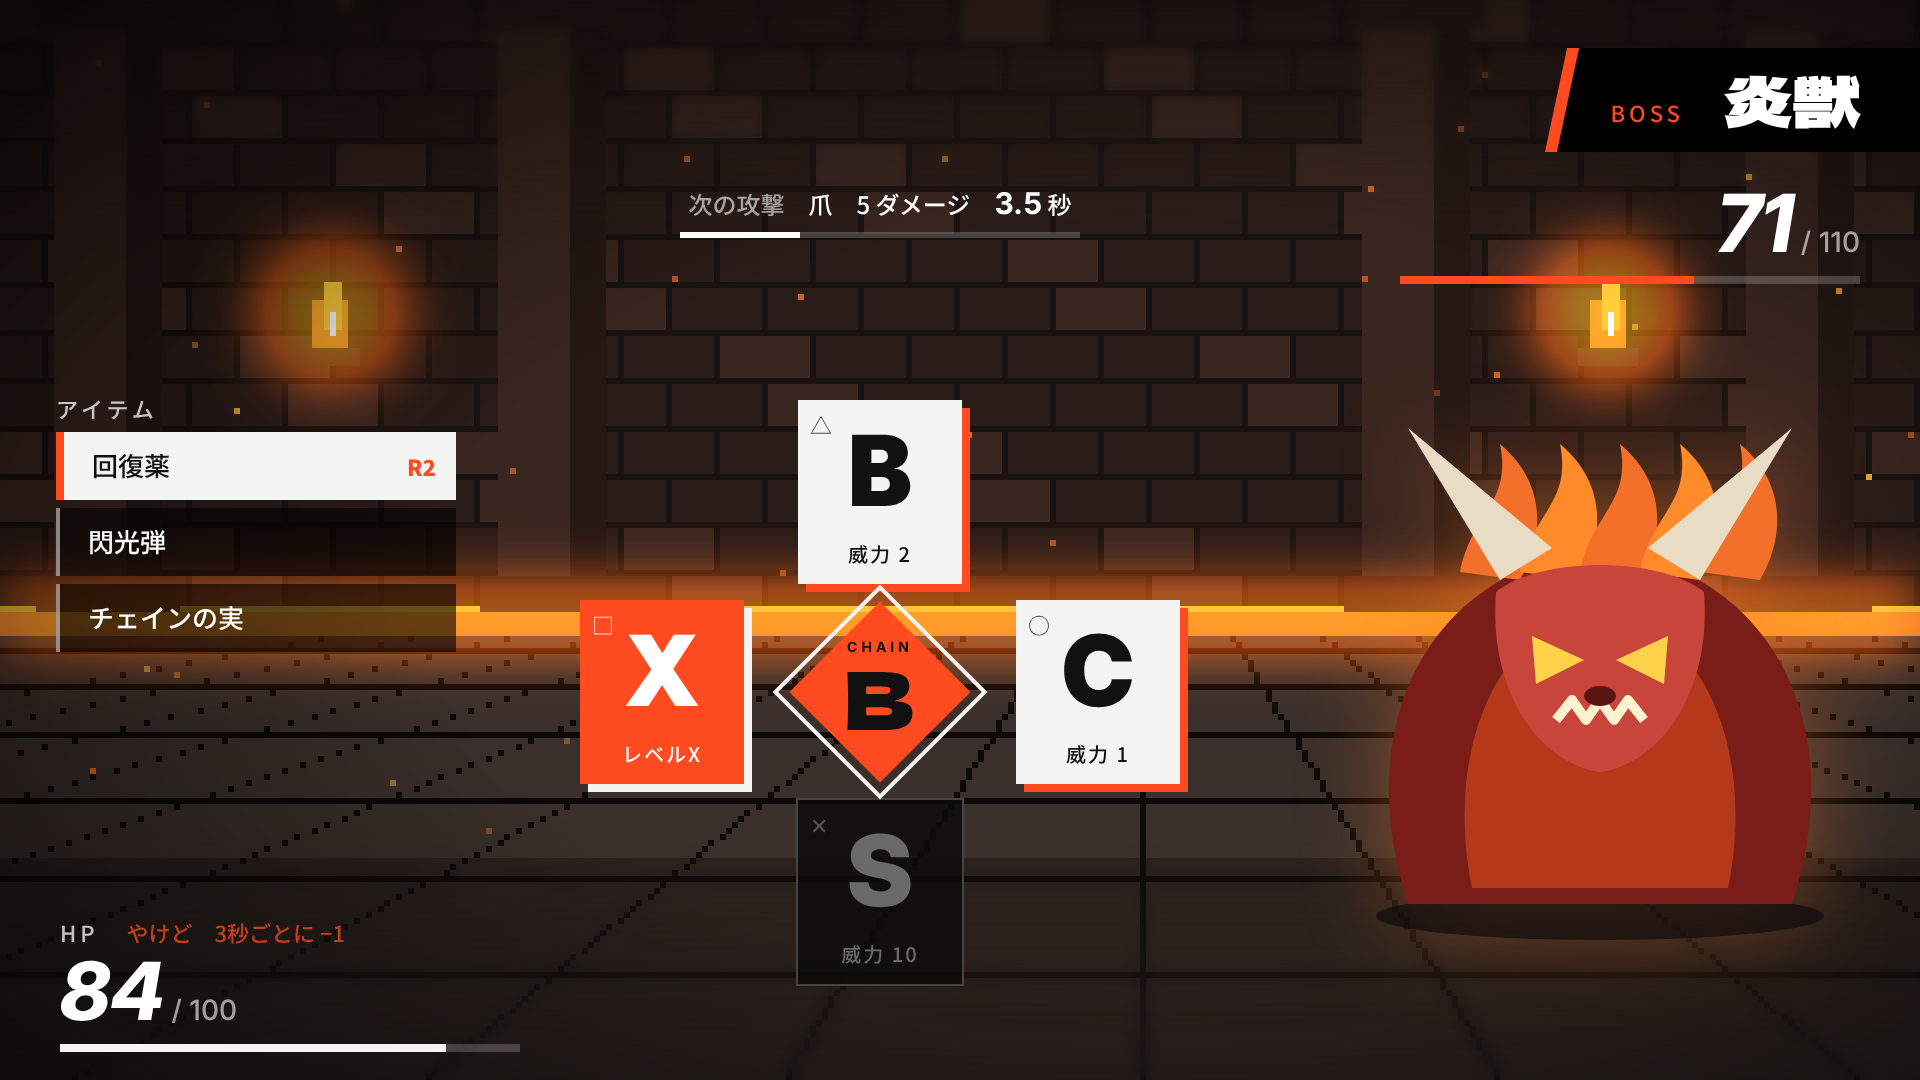 BOSS 炎獣
次の攻撃 爪 5 ダメージ 3.5 秒
71 / 110
アイテム
回復薬 R2
閃光弾
チェインの実
△
B
威力 2
□
X
レベルX
CHAIN
B
○
C
威力 1
×
S
威力 10
HP やけど 3秒ごとに −1
84 / 100